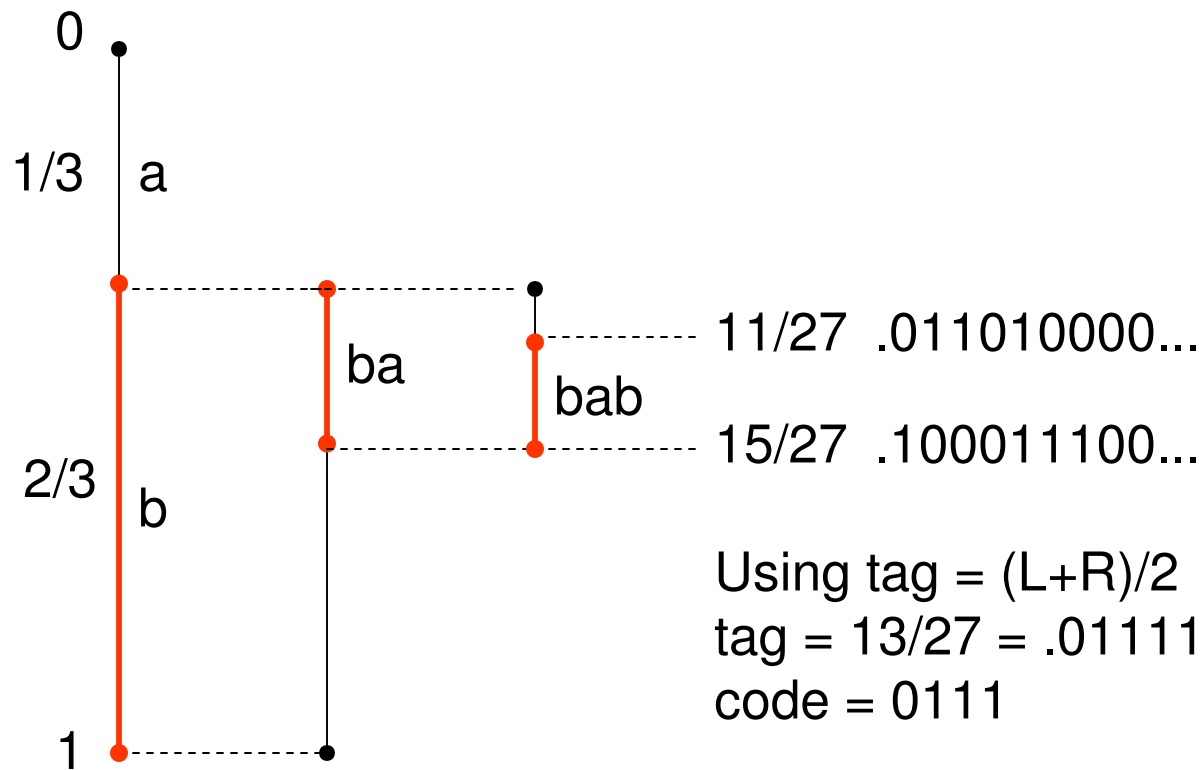 0
1/3 a
ba
11/27 .011010000...
bab
15/27 .100011100...
2/3 b
Using tag = (L+R)/2
tag = 13/27 = .01111
code = 0111
1